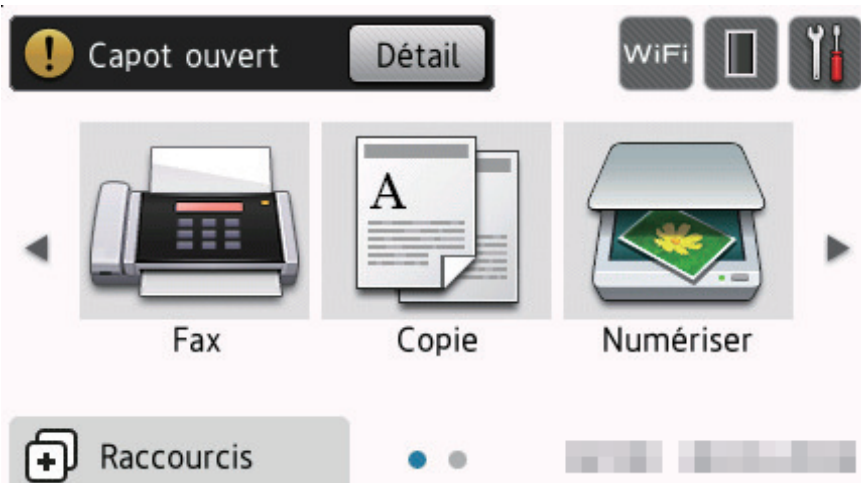 Capot ouvert
Détail
WiFi
A
Fax
Copie
Numériser
Raccourcis